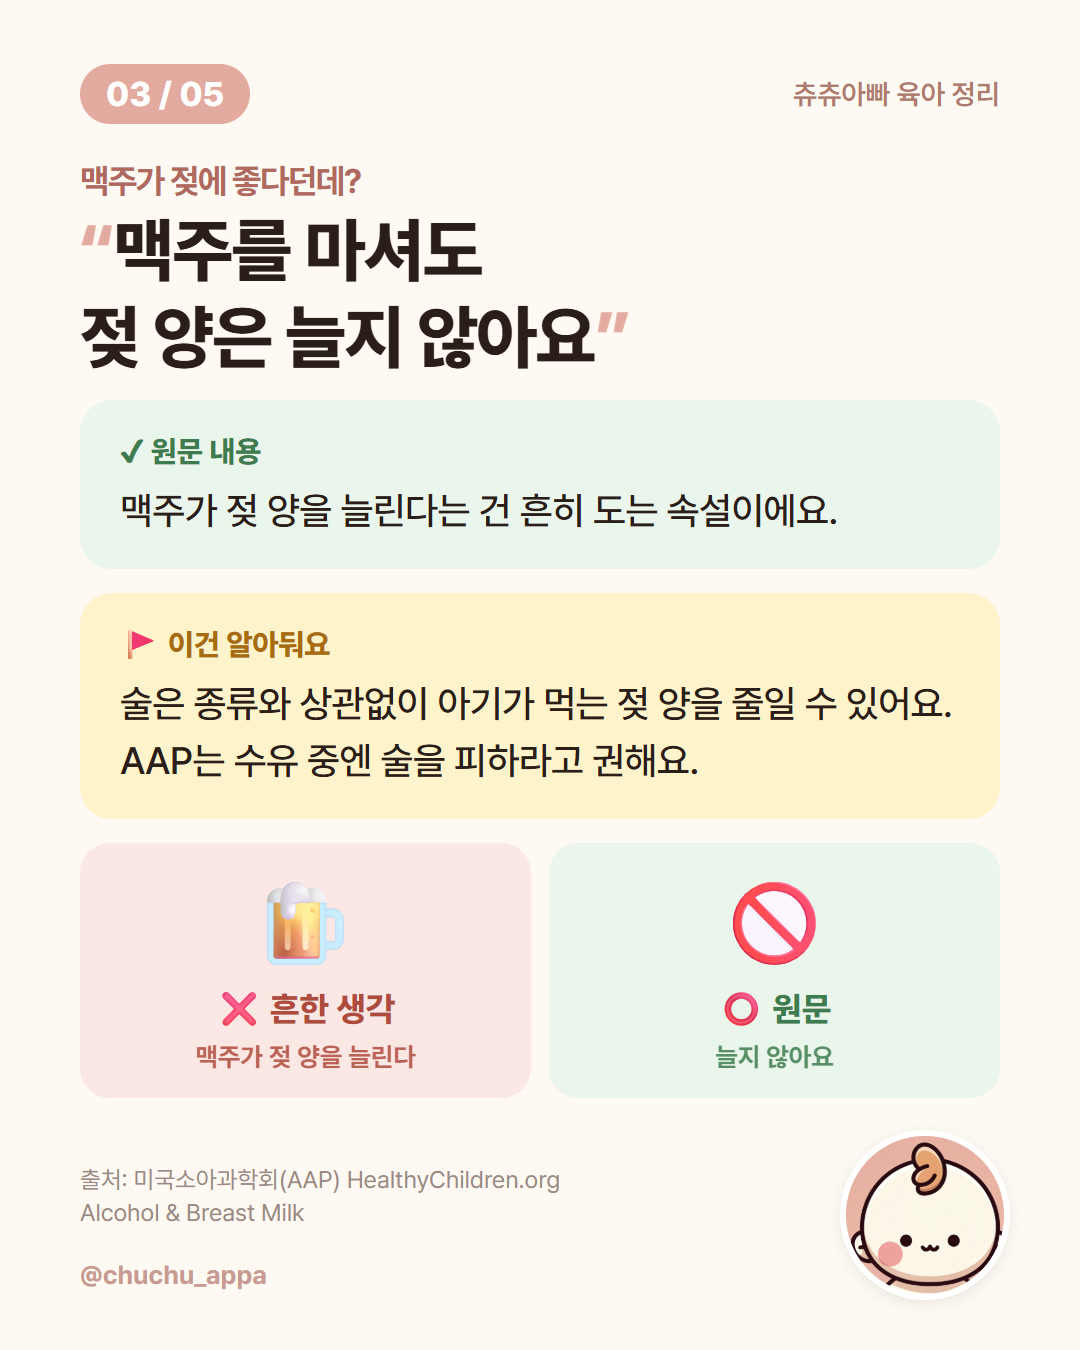 03 / 05
츄츄아빠 육아 정리
맥주가 젖에 좋다던데?
“맥주를 마셔도
젖 양은 늘지 않아요”
✓ 원문 내용
맥주가 젖 양을 늘린다는 건 흔히 도는 속설이에요.
🚩 이건 알아둬요
술은 종류와 상관없이 아기가 먹는 젖 양을 줄일 수 있어요.
AAP는 수유 중엔 술을 피하라고 권해요.
❌ 흔한 생각
맥주가 젖 양을 늘린다
⭕ 원문
늘지 않아요
출처: 미국소아과학회(AAP) HealthyChildren.org
Alcohol & Breast Milk
@chuchu_appa